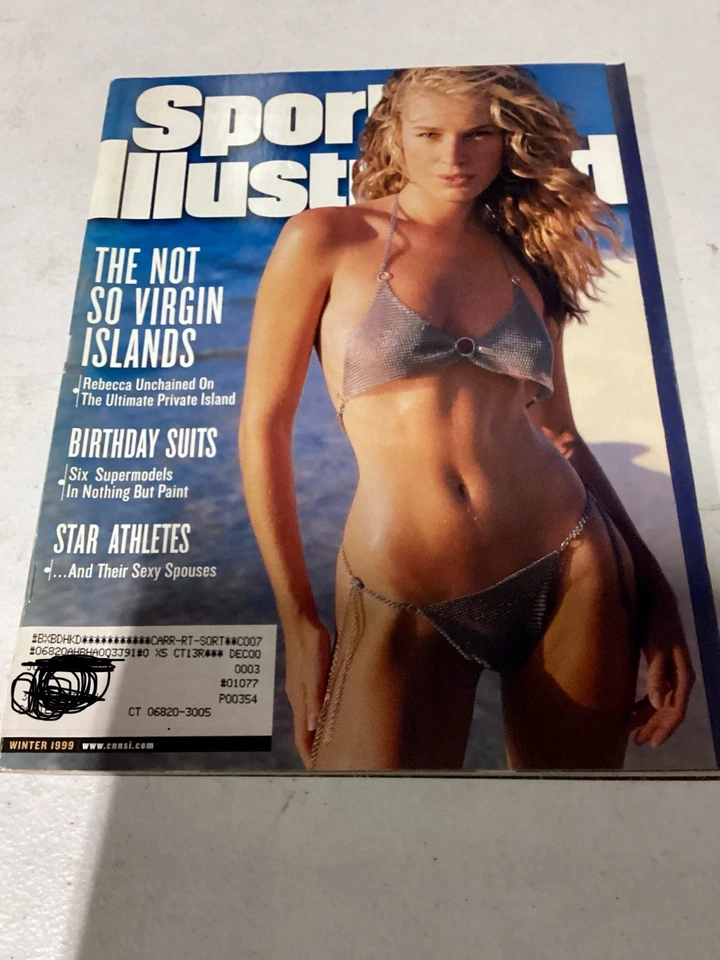 Spor
Illust d
THE NOT
SO VIRGIN
ISLANDS
Rebecca Unchained On
The Ultimate Private Island
BIRTHDAY SUITS
Six Supermodels
In Nothing But Paint
STAR ATHLETES
...And Their Sexy Spouses
#BXBDHKD***********CARR-RT-SORT**C007
#06820AHBHA003J91#0 X5 CT13R*** DEC00
0003
#01077
P00354
CT 06820-3005
WINTER 1999 www.cnnsi.com